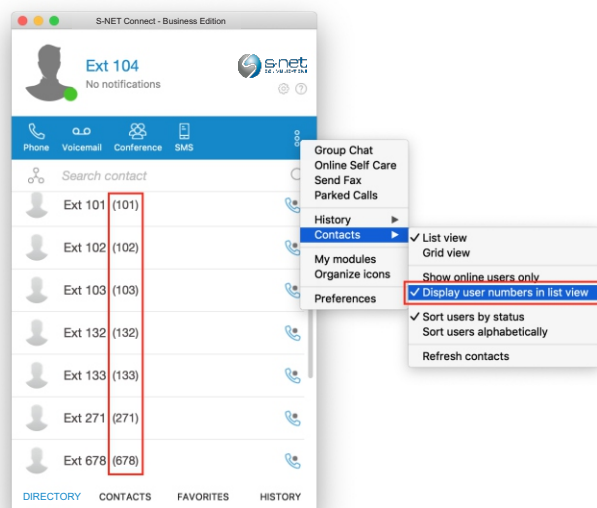 S-NET Connect - Business Edition
Ext 104
No notifications
s-net
Phone Voicemail Conference SMS
Search contact
Ext 101 (101)
Ext 102 (102)
Ext 103 (103)
Ext 132 (132)
Ext 133 (133)
Ext 271 (271)
Ext 678 (678)
DIRECTORY CONTACTS FAVORITES HISTORY
Group Chat
Online Self Care
Send Fax
Parked Calls
History
Contacts
My modules
Organize icons
Preferences
List view
Grid view
Show online users only
Display user numbers in list view
Sort users by status
Sort users alphabetically
Refresh contacts